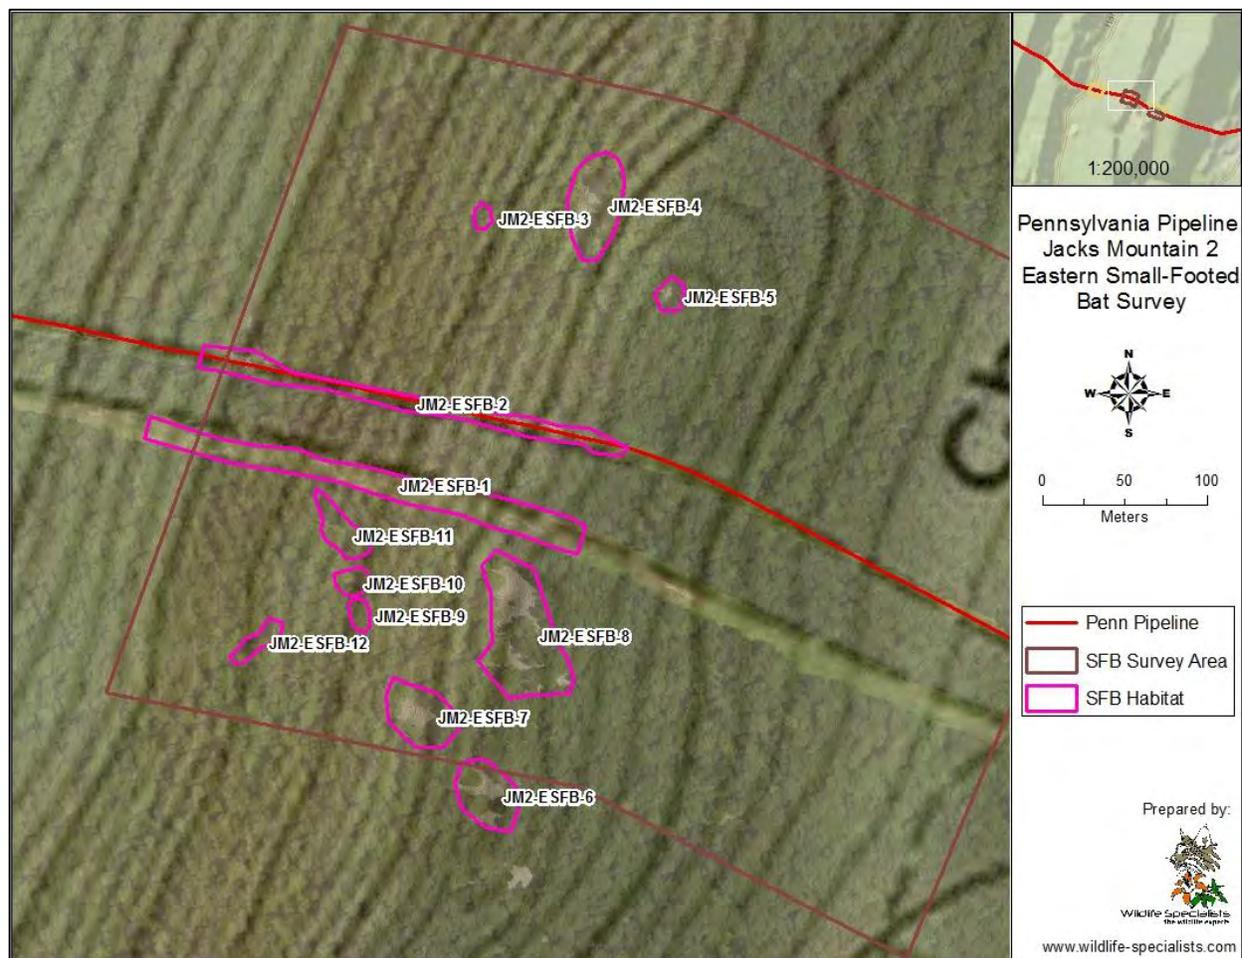 JM2-ESFB-3
JM2-ESFB-4
JM2-ESFB-5
JM2-ESFB-2
JM2-ESFB-1
JM2-ESFB-11
JM2-ESFB-10
JM2-ESFB-9
JM2-ESFB-12
JM2-ESFB-8
JM2-ESFB-7
JM2-ESFB-6
1:200,000
Pennsylvania Pipeline
Jacks Mountain 2
Eastern Small-Footed
Bat Survey
N
W E
S
0 50 100
Meters
Penn Pipeline
SFB Survey Area
SFB Habitat
Prepared by:
Wildlife Specialists
the wildlife experts
www.wildlife-specialists.com